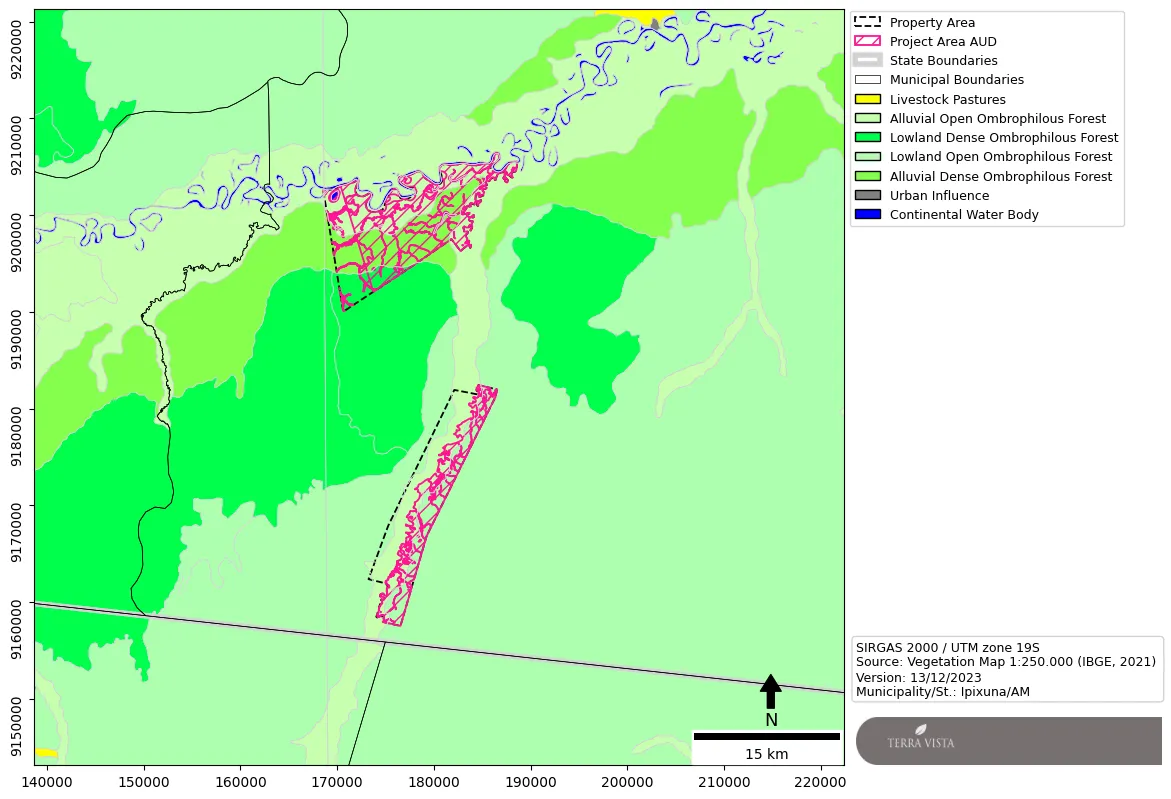 Property Area
Project Area AUD
State Boundaries
Municipal Boundaries
Livestock Pastures
Alluvial Open Ombrophilous Forest
Lowland Dense Ombrophilous Forest
Lowland Open Ombrophilous Forest
Alluvial Dense Ombrophilous Forest
Urban Influence
Continental Water Body
9220000
9210000
9200000
9190000
9180000
9170000
9160000
9150000
SIRGAS 2000 / UTM zone 19S
Source: Vegetation Map 1:250.000 (IBGE, 2021)
Version: 13/12/2023
Municipality/St.: Ipixuna/AM
N
15 km
TERRA VISTA
140000 150000 160000 170000 180000 190000 200000 210000 220000